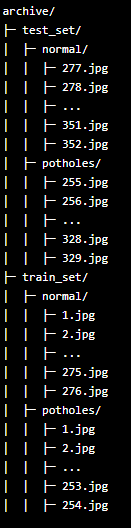 archive/
├─ test_set/
│  ├─ normal/
│  │  ├─ 277.jpg
│  │  ├─ 278.jpg
│  │  ├─ ...
│  │  ├─ 351.jpg
│  │  ├─ 352.jpg
│  ├─ potholes/
│  │  ├─ 255.jpg
│  │  ├─ 256.jpg
│  │  ├─ ...
│  │  ├─ 328.jpg
│  │  ├─ 329.jpg
├─ train_set/
│  ├─ normal/
│  │  ├─ 1.jpg
│  │  ├─ 2.jpg
│  │  ├─ ...
│  │  ├─ 275.jpg
│  │  ├─ 276.jpg
│  ├─ potholes/
│  │  ├─ 1.jpg
│  │  ├─ 2.jpg
│  │  ├─ ...
│  │  ├─ 253.jpg
│  │  ├─ 254.jpg